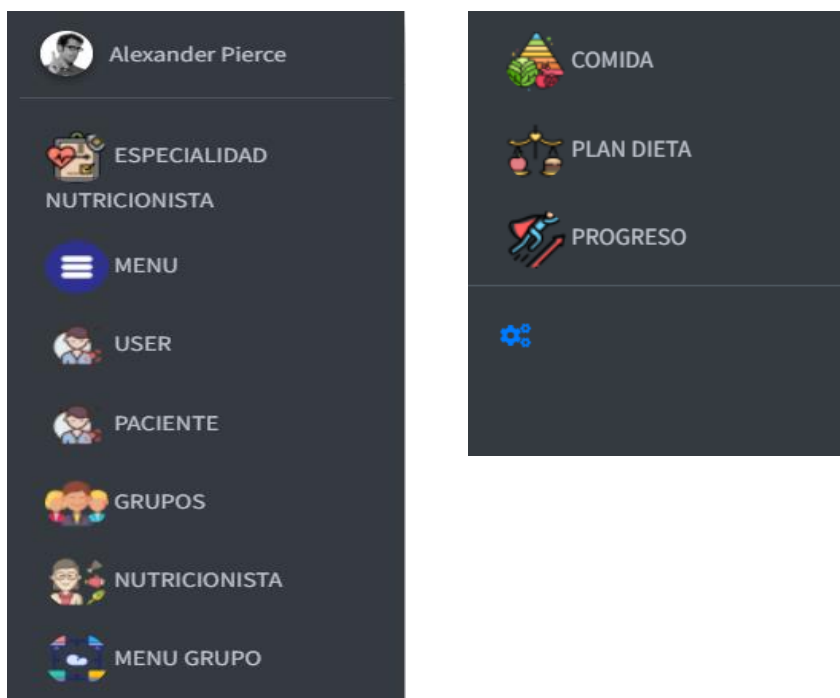 Alexander Pierce
ESPECIALIDAD
NUTRICIONISTA
MENU
USER
PACIENTE
GRUPOS
NUTRICIONISTA
MENU GRUPO
COMIDA
PLAN DIETA
PROGRESO